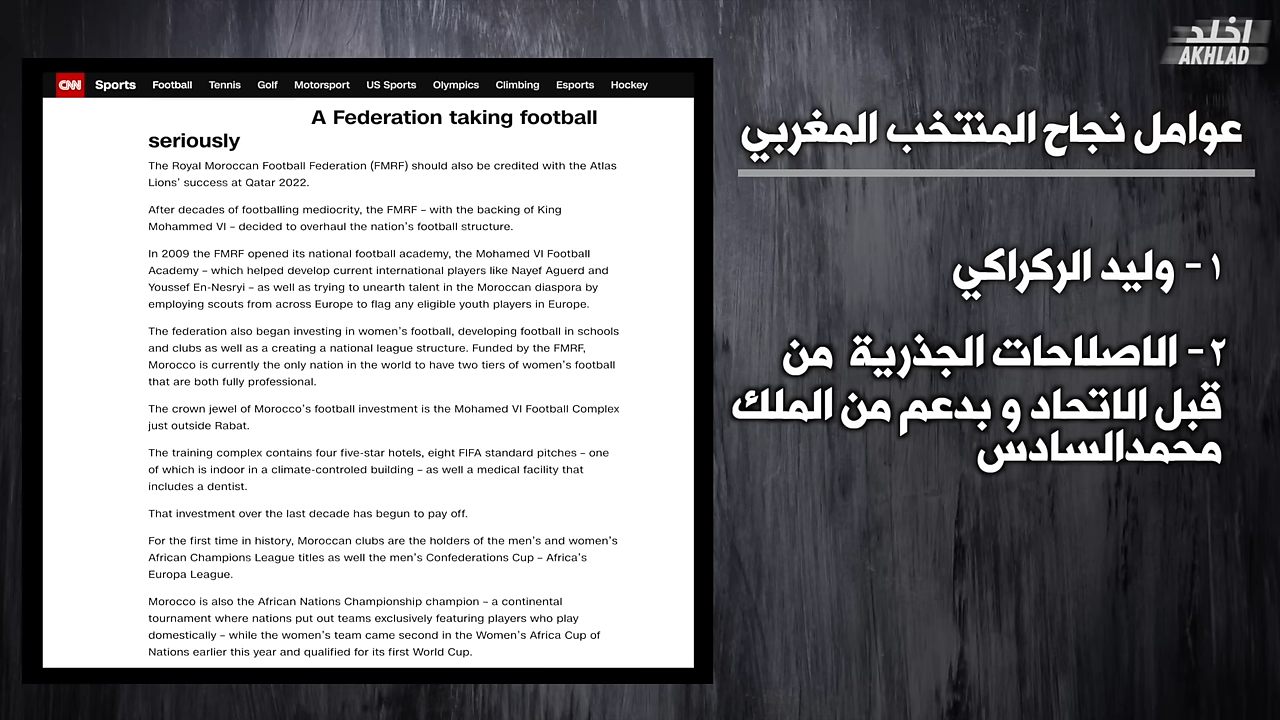 اخلد
AKHLAD
CNN Sports Football Tennis Golf Motorsport US Sports Olympics Climbing Esports Hockey
A Federation taking football
seriously
The Royal Moroccan Football Federation (FMRF) should also be credited with the Atlas
Lions' success at Qatar 2022.
After decades of footballing mediocrity, the FMRF – with the backing of King
Mohammed VI – decided to overhaul the nation's football structure.
In 2009 the FMRF opened its national football academy, the Mohamed VI Football
Academy – which helped develop current international players like Nayef Aguerd and
Youssef En-Nesryi – as well as trying to unearth talent in the Moroccan diaspora by
employing scouts from across Europe to flag any eligible youth players in Europe.
The federation also began investing in women's football, developing football in schools
and clubs as well as a creating a national league structure. Funded by the FMRF,
Morocco is currently the only nation in the world to have two tiers of women's football
that are both fully professional.
The crown jewel of Morocco's football investment is the Mohamed VI Football Complex
just outside Rabat.
The training complex contains four five-star hotels, eight FIFA standard pitches – one
of which is indoor in a climate-controled building – as well a medical facility that
includes a dentist.
That investment over the last decade has begun to pay off.
For the first time in history, Moroccan clubs are the holders of the men's and women's
African Champions League titles as well the men's Confederations Cup – Africa's
Europa League.
Morocco is also the African Nations Championship champion – a continental
tournament where nations put out teams exclusively featuring players who play
domestically – while the women's team came second in the Women's Africa Cup of
Nations earlier this year and qualified for its first World Cup.
عوامل نجاح المنتخب المغربي
١ - وليد الركراكي
٢ - الاصلاحات الجذرية من
قبل الاتحاد و بدعم من الملك
محمدالسادس